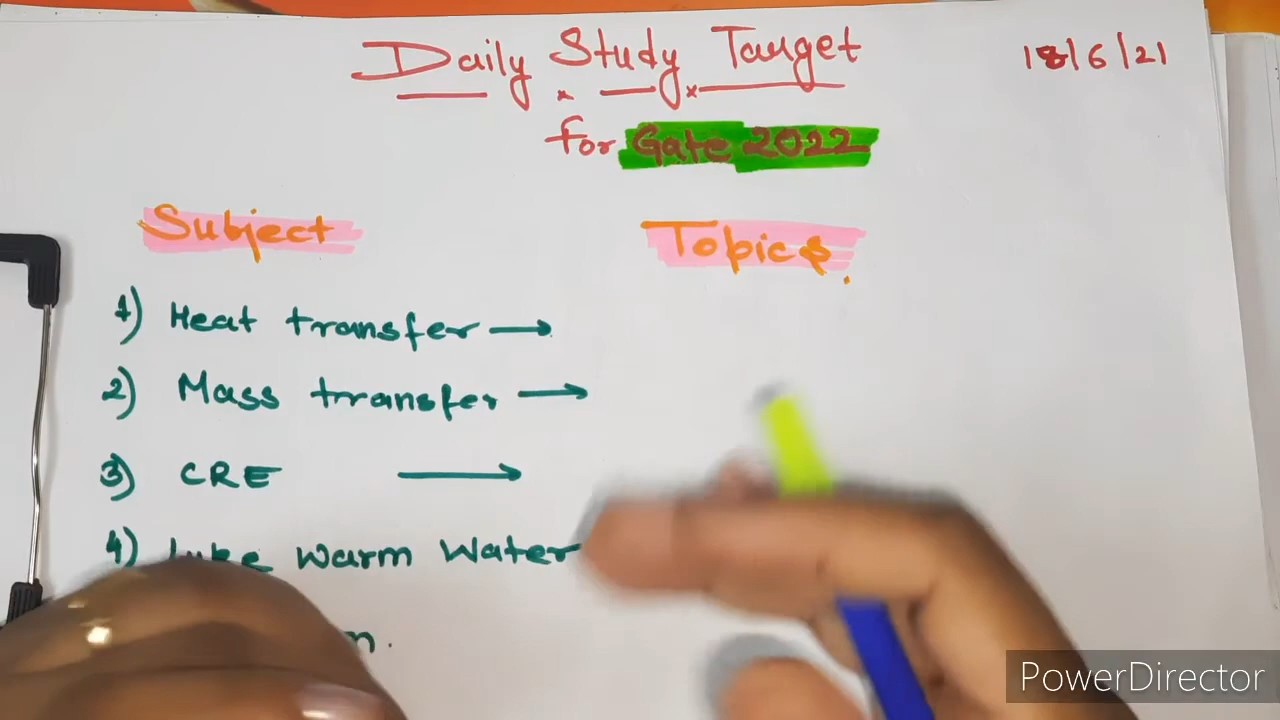 Daily Study Target
18/6/21
for Gate 2022
Subject
Topics.
1) Heat transfer →
2) Mass transfer →
3) CRE →
4) Luke Warm Water
PowerDirector